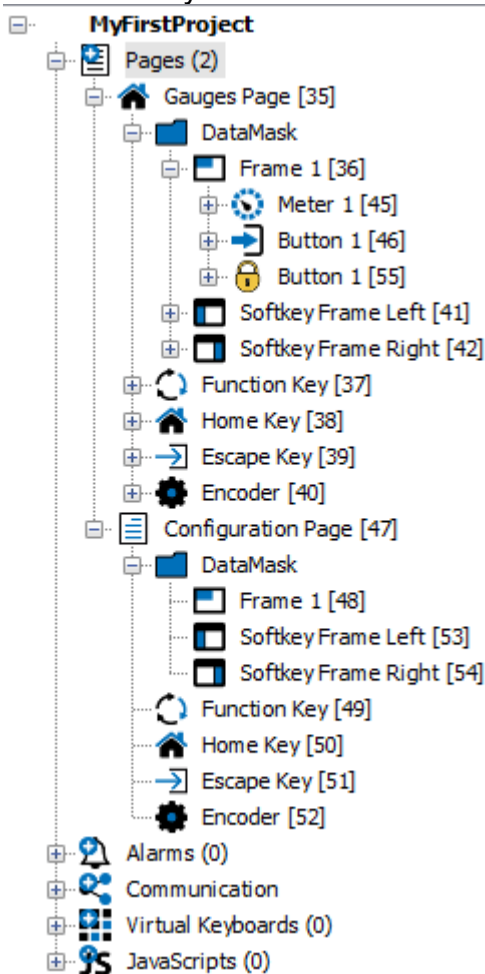 MyFirstProject
Pages (2)
Gauges Page [35]
DataMask
Frame 1 [36]
Meter 1 [45]
Button 1 [46]
Button 1 [55]
Softkey Frame Left [41]
Softkey Frame Right [42]
Function Key [37]
Home Key [38]
Escape Key [39]
Encoder [40]
Configuration Page [47]
DataMask
Frame 1 [48]
Softkey Frame Left [53]
Softkey Frame Right [54]
Function Key [49]
Home Key [50]
Escape Key [51]
Encoder [52]
Alarms (0)
Communication
Virtual Keyboards (0)
JavaScripts (0)